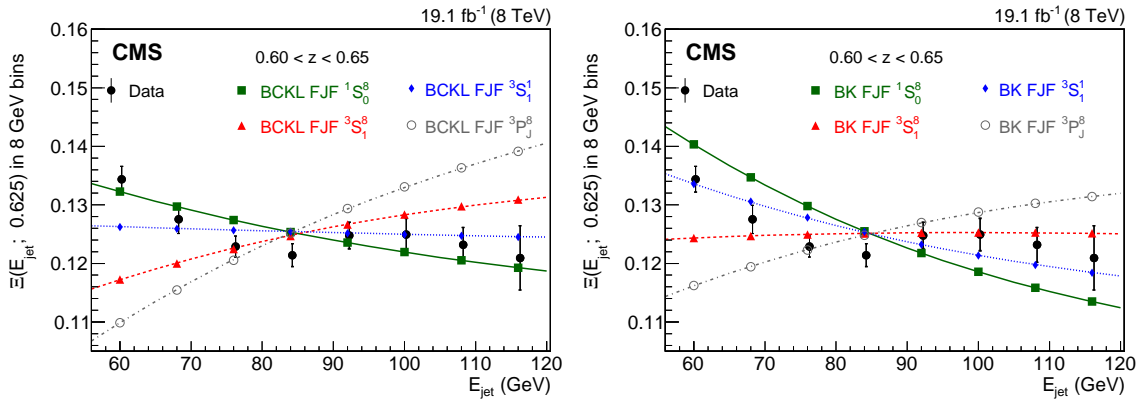 19.1 fb⁻¹ (8 TeV)
CMS
0.60 < z < 0.65
Data
BCKL FJF ¹S₀⁸
BCKL FJF ³S₁¹
BCKL FJF ³S₁⁸
BCKL FJF ³P_J⁸
Ξ(E_jet; 0.625) in 8 GeV bins
0.16
0.15
0.14
0.13
0.12
0.11
60 70 80 90 100 110 120
E_jet (GeV)
19.1 fb⁻¹ (8 TeV)
CMS
0.60 < z < 0.65
Data
BK FJF ¹S₀⁸
BK FJF ³S₁¹
BK FJF ³S₁⁸
BK FJF ³P_J⁸
Ξ(E_jet; 0.625) in 8 GeV bins
0.16
0.15
0.14
0.13
0.12
0.11
60 70 80 90 100 110 120
E_jet (GeV)